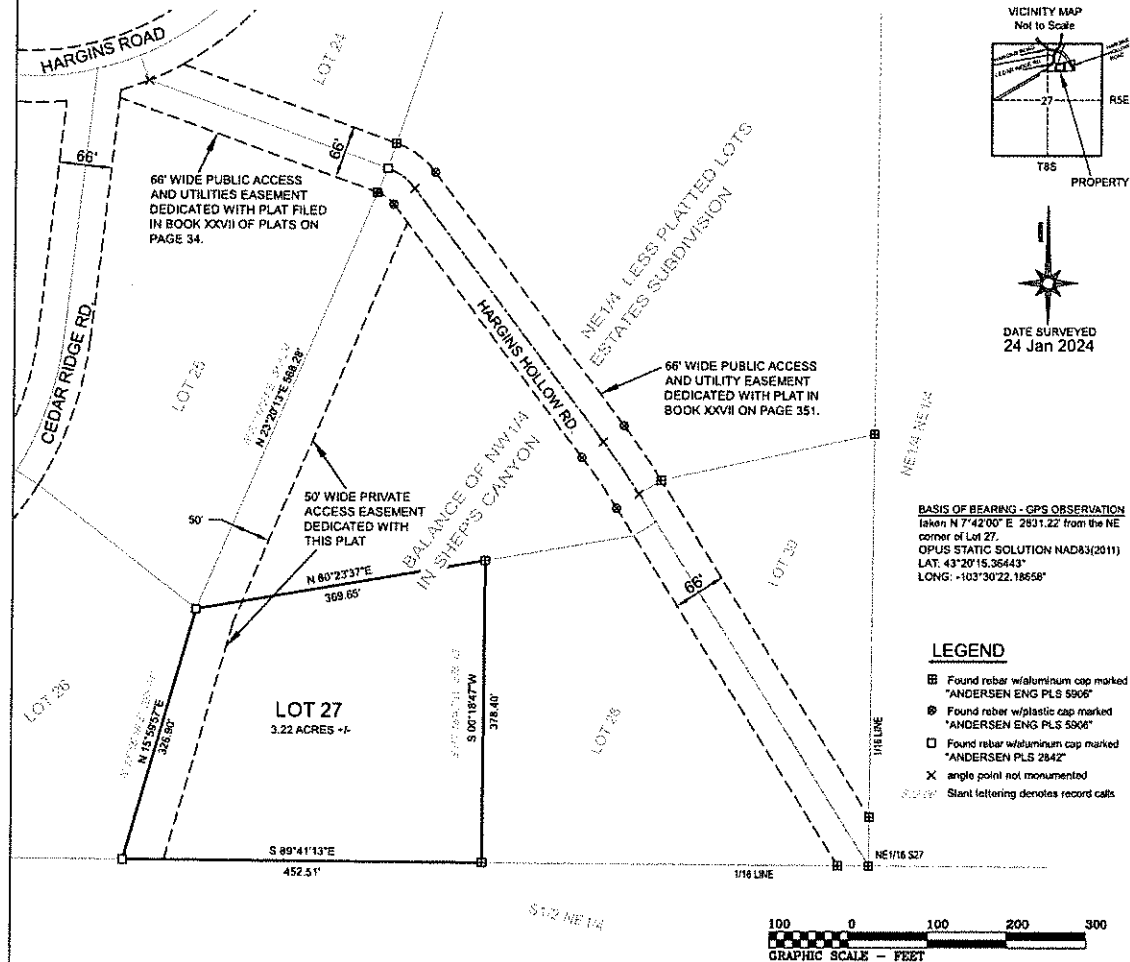 HARGINS ROAD
LOT 24
66'
66'
66' WIDE PUBLIC ACCESS
AND UTILITIES EASEMENT
DEDICATED WITH PLAT FILED
IN BOOK XXVII OF PLATS ON
PAGE 34.
CEDAR RIDGE RD.
LOT 25
N 23°20'13"E 568.28'
50'
50' WIDE PRIVATE
ACCESS EASEMENT
DEDICATED WITH
THIS PLAT
BALANCE OF NW1/4
IN SHEP'S CANYON
HARGINS HOLLOW RD.
NE1/4 LESS PLATTED LOTS
ESTATES SUBDIVISION
66' WIDE PUBLIC ACCESS
AND UTILITY EASEMENT
DEDICATED WITH PLAT IN
BOOK XXVII ON PAGE 351.
NE1/4 NE1/4
N 80°23'37"E
369.65'
LOT 26
N 15°59'57"E
326.90'
LOT 27
3.22 ACRES +/-
S 00°18'47"W
378.40'
LOT 28
66'
LOT 30
1/16 LINE
S 89°41'13"E
452.51'
1/16 LINE
NE1/16 S27
S1/2 NE1/4
VICINITY MAP
Not to Scale
CEDAR RIDGE RD.
27
R5E
T8S
PROPERTY
DATE SURVEYED
24 Jan 2024
BASIS OF BEARING - GPS OBSERVATION
taken N 7°42'00" E 2831.22' from the NE
corner of Lot 27.
OPUS STATIC SOLUTION NAD83(2011)
LAT: 43°20'15.36443"
LONG: -103°30'22.18658"
LEGEND
Found rebar w/aluminum cap marked
"ANDERSEN ENG PLS 5906"
Found rebar w/plastic cap marked
"ANDERSEN ENG PLS 5906"
Found rebar w/aluminum cap marked
"ANDERSEN PLS 2842"
angle point not monumented
Slant lettering denotes record calls
100 0 100 200 300
GRAPHIC SCALE - FEET